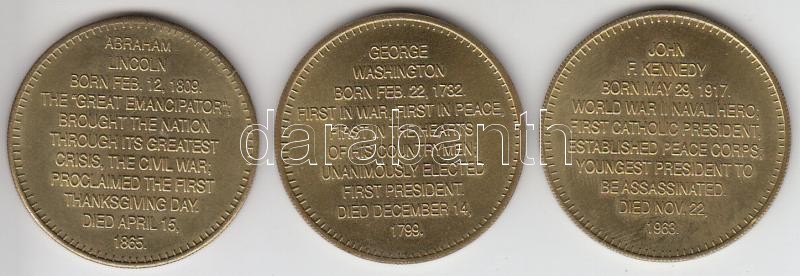 ABRAHAM
LINCOLN
BORN FEB. 12, 1809.
THE "GREAT EMANCIPATOR";
BROUGHT THE NATION
THROUGH ITS GREATEST
CRISIS, THE CIVIL WAR;
PROCLAIMED THE FIRST
THANKSGIVING DAY.
DIED APRIL 15,
1865.
GEORGE
WASHINGTON
BORN FEB. 22, 1732.
FIRST IN WAR, FIRST IN PEACE,
FIRST IN THE HEARTS
OF HIS COUNTRYMEN;
UNANIMOUSLY ELECTED
FIRST PRESIDENT.
DIED DECEMBER 14,
1799.
JOHN
F. KENNEDY
BORN MAY 29, 1917.
WORLD WAR II NAVAL HERO;
FIRST CATHOLIC PRESIDENT.
ESTABLISHED PEACE CORPS;
YOUNGEST PRESIDENT TO
BE ASSASSINATED.
DIED NOV. 22,
1963.
darabanth